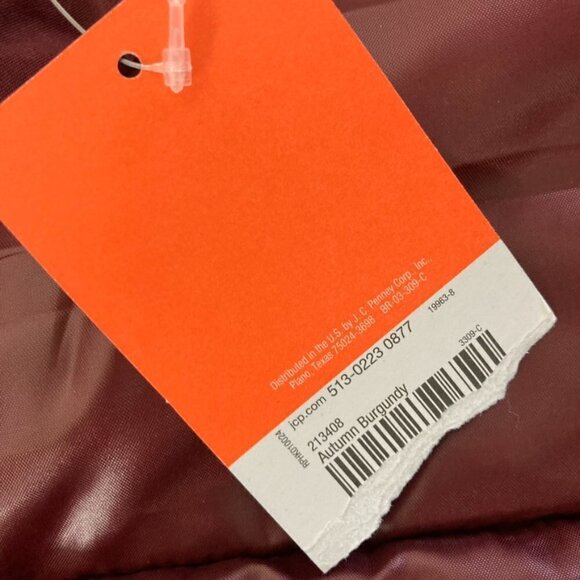 Distributed in the U.S. by J. C. Penney Corp., Inc.,
Plano, Texas 75024-3698 BR-03-309-C
19963-8
jcp.com 513-0223 0877
RPHK010024
213408
3309-C
Autumn Burgundy